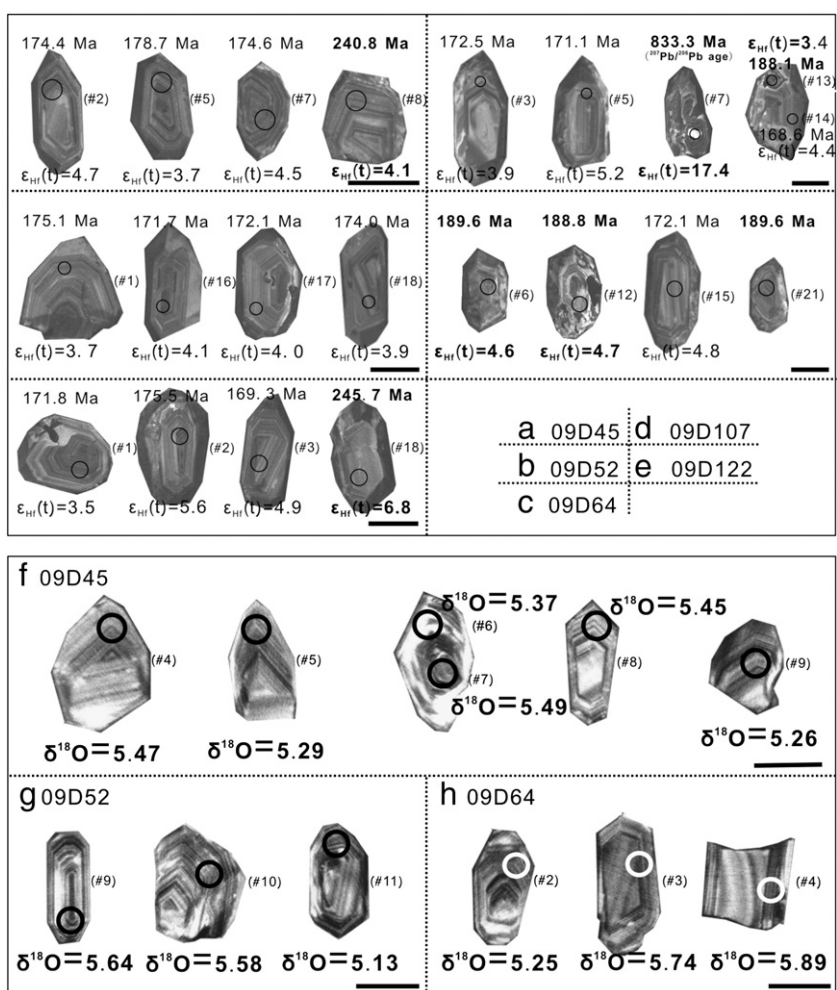 174.4 Ma 178.7 Ma 174.6 Ma 240.8 Ma
(#2) (#5) (#7) (#8)
εHf(t)=4.7 εHf(t)=3.7 εHf(t)=4.5 εHf(t)=4.1
172.5 Ma 171.1 Ma 833.3 Ma εHf(t)=3.4
(²⁰⁷Pb/²⁰⁶Pb age) 188.1 Ma
(#3) (#5) (#7) (#13)
(#14)
168.6 Ma
εHf(t)=3.9 εHf(t)=5.2 εHf(t)=17.4 εHf(t)=4.4
175.1 Ma 171.7 Ma 172.1 Ma 174.0 Ma
(#1) (#16) (#17) (#18)
εHf(t)=3.7 εHf(t)=4.1 εHf(t)=4.0 εHf(t)=3.9
189.6 Ma 188.8 Ma 172.1 Ma 189.6 Ma
(#6) (#12) (#15) (#21)
εHf(t)=4.6 εHf(t)=4.7 εHf(t)=4.8
171.8 Ma 175.5 Ma 169.3 Ma 245.7 Ma
(#1) (#2) (#3) (#18)
εHf(t)=3.5 εHf(t)=5.6 εHf(t)=4.9 εHf(t)=6.8
a 09D45 d 09D107
b 09D52 e 09D122
c 09D64
f 09D45
δ¹⁸O=5.37 δ¹⁸O=5.45
(#4) (#5) (#6) (#8) (#9)
(#7)
δ¹⁸O=5.49
δ¹⁸O=5.47 δ¹⁸O=5.29 δ¹⁸O=5.26
g 09D52
(#9) (#10) (#11)
δ¹⁸O=5.64 δ¹⁸O=5.58 δ¹⁸O=5.13
h 09D64
(#2) (#3) (#4)
δ¹⁸O=5.25 δ¹⁸O=5.74 δ¹⁸O=5.89